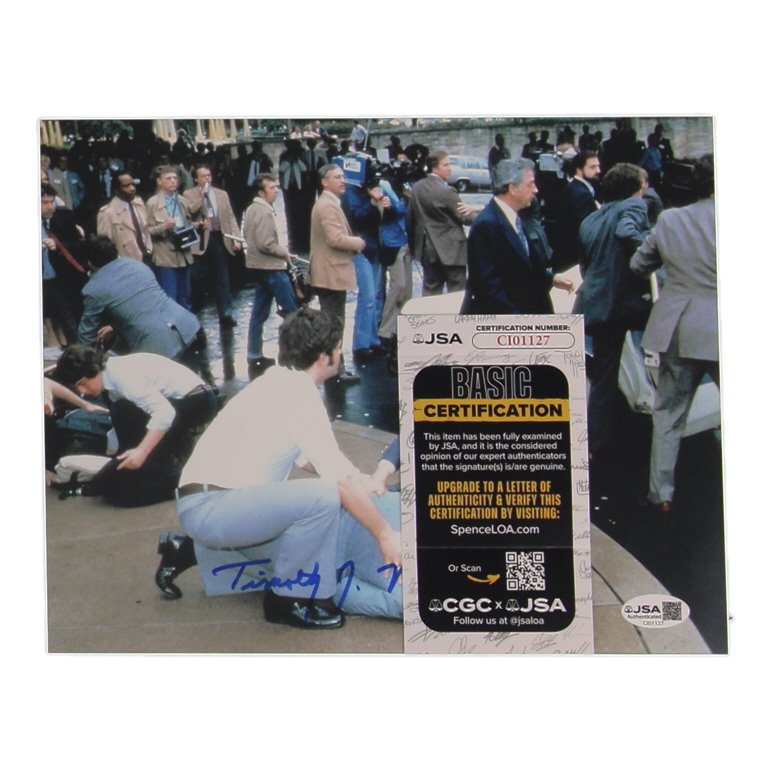 JSA
CERTIFICATION NUMBER:
CI01127
BASIC
CERTIFICATION
This item has been fully examined
by JSA, and it is the considered
opinion of our expert authenticators
that the signature(s) is/are genuine.
UPGRADE TO A LETTER OF
AUTHENTICITY & VERIFY THIS
CERTIFICATION BY VISITING:
SpenceLOA.com
Or Scan
CGC x JSA
Follow us at @jsaloa
Timothy J.
JSA
Authenticated
CI01127